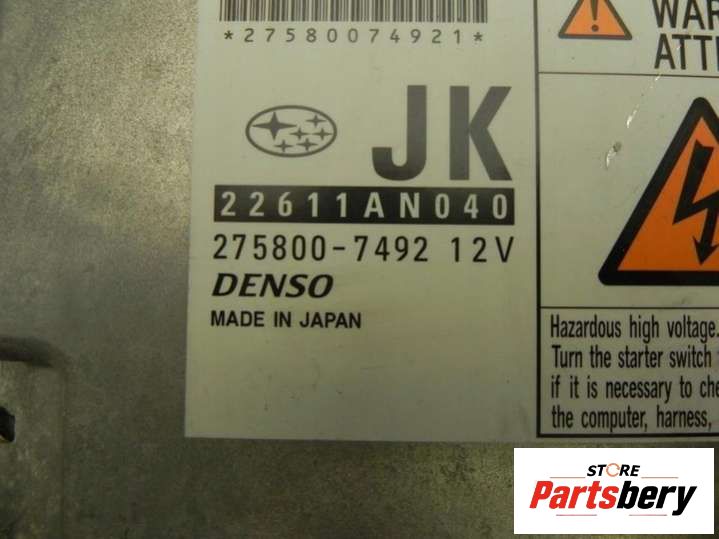 *27580074921*
JK
22611AN040
275800-7492 12V
DENSO
MADE IN JAPAN
Hazardous high voltage.
Turn the starter switch
if it is necessary to
the computer, harness,
STORE
Partsbery